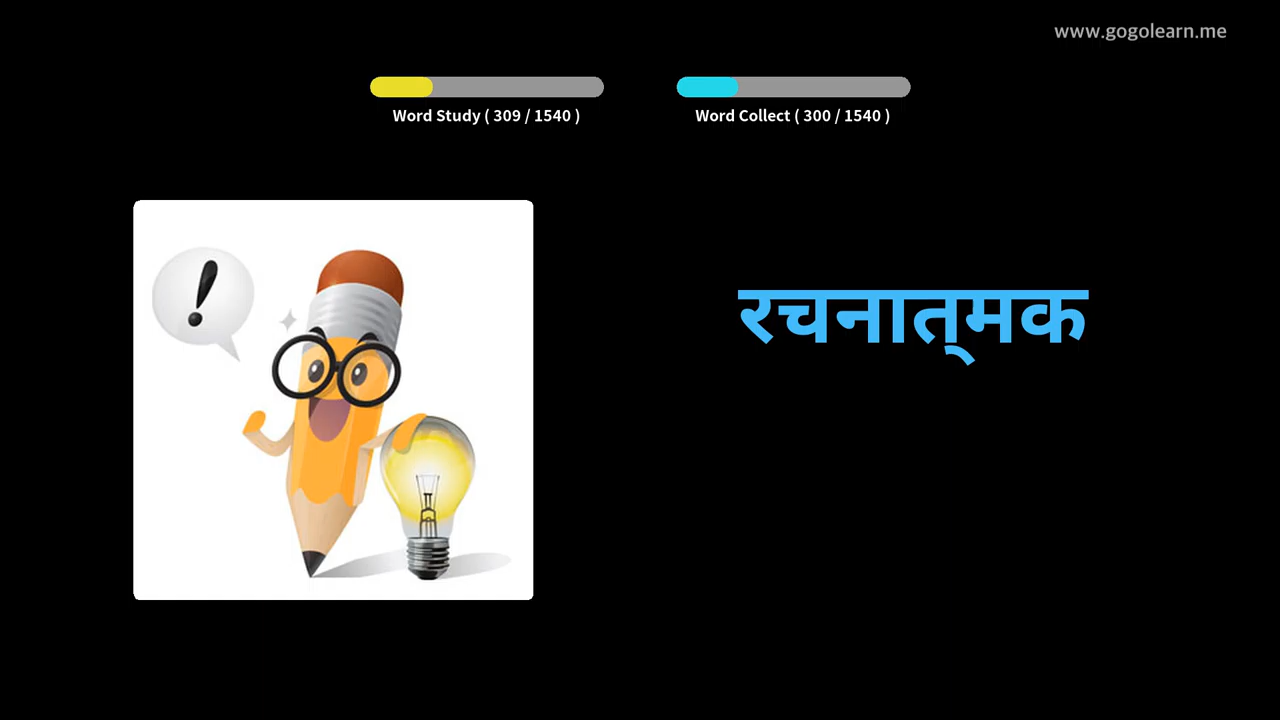 www.gogolearn.me
Word Study ( 309 / 1540 )
Word Collect ( 300 / 1540 )
!
रचनात्‌मक